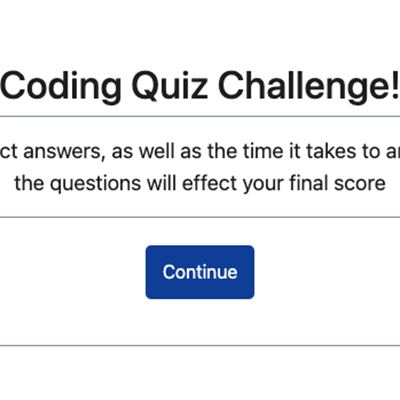 Coding Quiz Challenge!
ct answers, as well as the time it takes to a
the questions will effect your final score
Continue